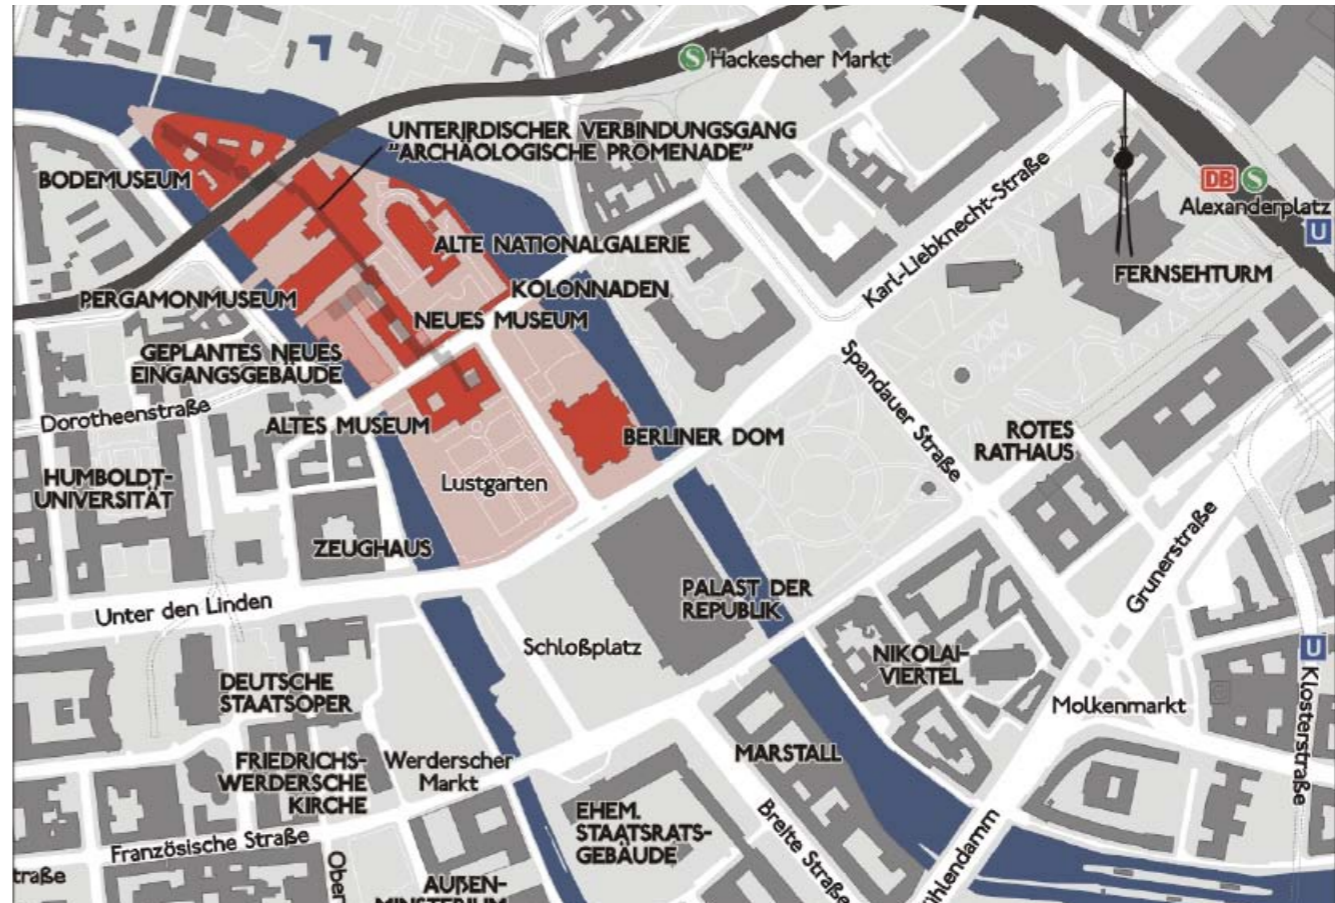 S Hackescher Markt
UNTERIRDISCHER VERBINDUNGSGANG
"ARCHÄOLOGISCHE PROMENADE"
BODEMUSEUM
DB S
Alexanderplatz
U
Karl-Liebknecht-Straße
ALTE NATIONALGALERIE
FERNSEHTURM
PERGAMONMUSEUM
KOLONNADEN
NEUES MUSEUM
GEPLANTES NEUES
EINGANGSGEBÄUDE
Dorotheenstraße
ALTES MUSEUM
BERLINER DOM
Spandauer Straße
ROTES
RATHAUS
HUMBOLDT-
UNIVERSITÄT
Lustgarten
ZEUGHAUS
Grunerstraße
PALAST DER
REPUBLIK
Unter den Linden
Schloßplatz
NIKOLAI-
VIERTEL
U Klosterstraße
DEUTSCHE
STAATSOPER
Molkenmarkt
FRIEDRICHS-
WERDERSCHE
KIRCHE
Werderscher
Markt
MARSTALL
EHEM.
STAATSRATS-
GEBÄUDE
Breite Straße
Französische Straße
traße
Ober
AUßEN-
MINSTERIUM
ühlendamm